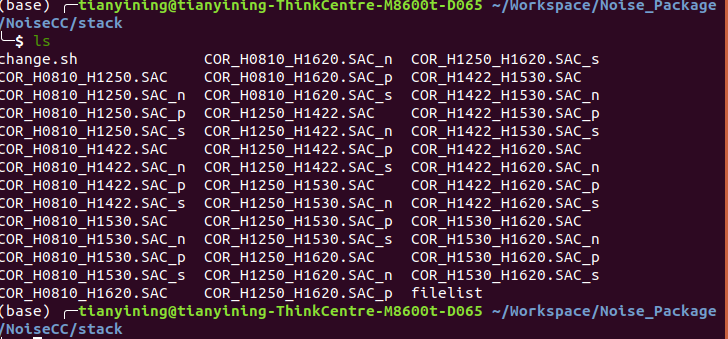 (base) ╭─tianyining@tianyining-ThinkCentre-M8600t-D065 ~/Workspace/Noise_Package
/NoiseCC/stack
╰─$ ls
change.sh COR_H0810_H1620.SAC_n COR_H1250_H1620.SAC_s
COR_H0810_H1250.SAC COR_H0810_H1620.SAC_p COR_H1422_H1530.SAC
COR_H0810_H1250.SAC_n COR_H0810_H1620.SAC_s COR_H1422_H1530.SAC_n
COR_H0810_H1250.SAC_p COR_H1250_H1422.SAC COR_H1422_H1530.SAC_p
COR_H0810_H1250.SAC_s COR_H1250_H1422.SAC_n COR_H1422_H1530.SAC_s
COR_H0810_H1422.SAC COR_H1250_H1422.SAC_p COR_H1422_H1620.SAC
COR_H0810_H1422.SAC_n COR_H1250_H1422.SAC_s COR_H1422_H1620.SAC_n
COR_H0810_H1422.SAC_p COR_H1250_H1530.SAC COR_H1422_H1620.SAC_p
COR_H0810_H1422.SAC_s COR_H1250_H1530.SAC_n COR_H1422_H1620.SAC_s
COR_H0810_H1530.SAC COR_H1250_H1530.SAC_p COR_H1530_H1620.SAC
COR_H0810_H1530.SAC_n COR_H1250_H1530.SAC_s COR_H1530_H1620.SAC_n
COR_H0810_H1530.SAC_p COR_H1250_H1620.SAC COR_H1530_H1620.SAC_p
COR_H0810_H1530.SAC_s COR_H1250_H1620.SAC_n COR_H1530_H1620.SAC_s
COR_H0810_H1620.SAC COR_H1250_H1620.SAC_p filelist
(base) ╭─tianyining@tianyining-ThinkCentre-M8600t-D065 ~/Workspace/Noise_Package
/NoiseCC/stack